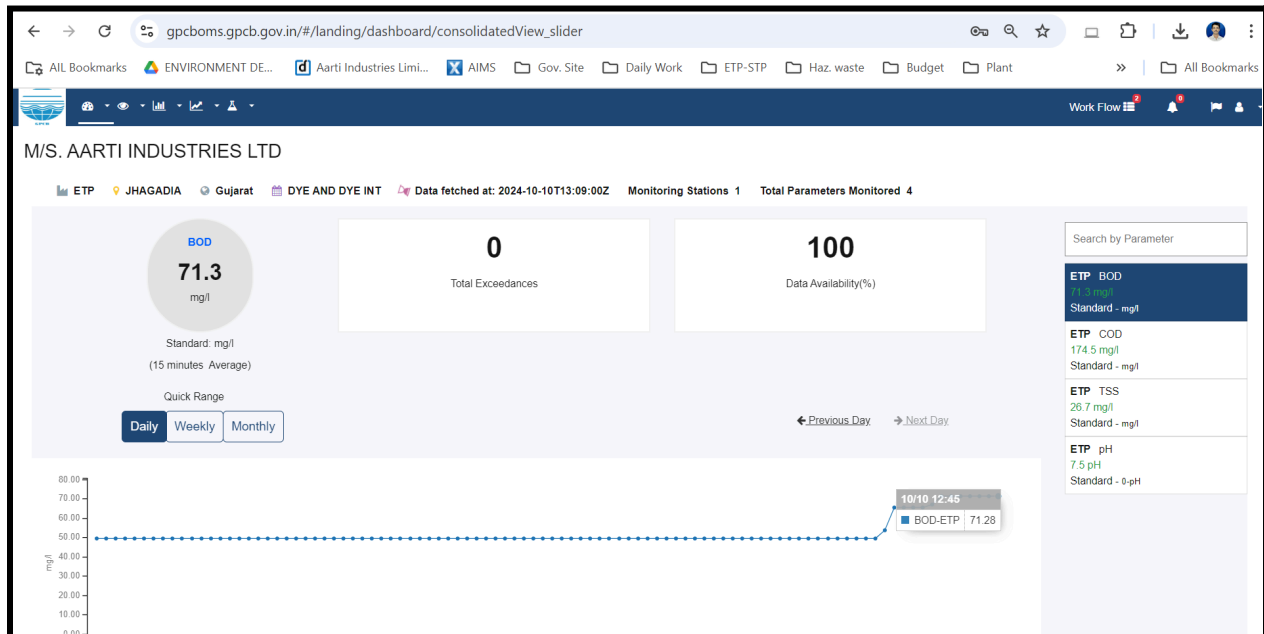 gpcboms.gpcb.gov.in/#/landing/dashboard/consolidatedView_slider
AIL Bookmarks ENVIRONMENT DE... Aarti Industries Limi... AIMS Gov. Site Daily Work ETP-STP Haz. waste Budget Plant » All Bookmarks
Work Flow 2 0
M/S. AARTI INDUSTRIES LTD
ETP JHAGADIA Gujarat DYE AND DYE INT Data fetched at: 2024-10-10T13:09:00Z Monitoring Stations 1 Total Parameters Monitored 4
BOD
71.3
mg/l
Standard: mg/l
(15 minutes Average)
0
Total Exceedances
100
Data Availability(%)
Quick Range
Daily Weekly Monthly
Previous Day Next Day
Search by Parameter
ETP BOD
71.3 mg/l
Standard - mg/l
ETP COD
174.5 mg/l
Standard - mg/l
ETP TSS
26.7 mg/l
Standard - mg/l
ETP pH
7.5 pH
Standard - 0-pH
80.00
70.00
60.00
50.00
40.00
30.00
20.00
10.00
0.00
mg/l
10/10 12:45
BOD-ETP 71.28